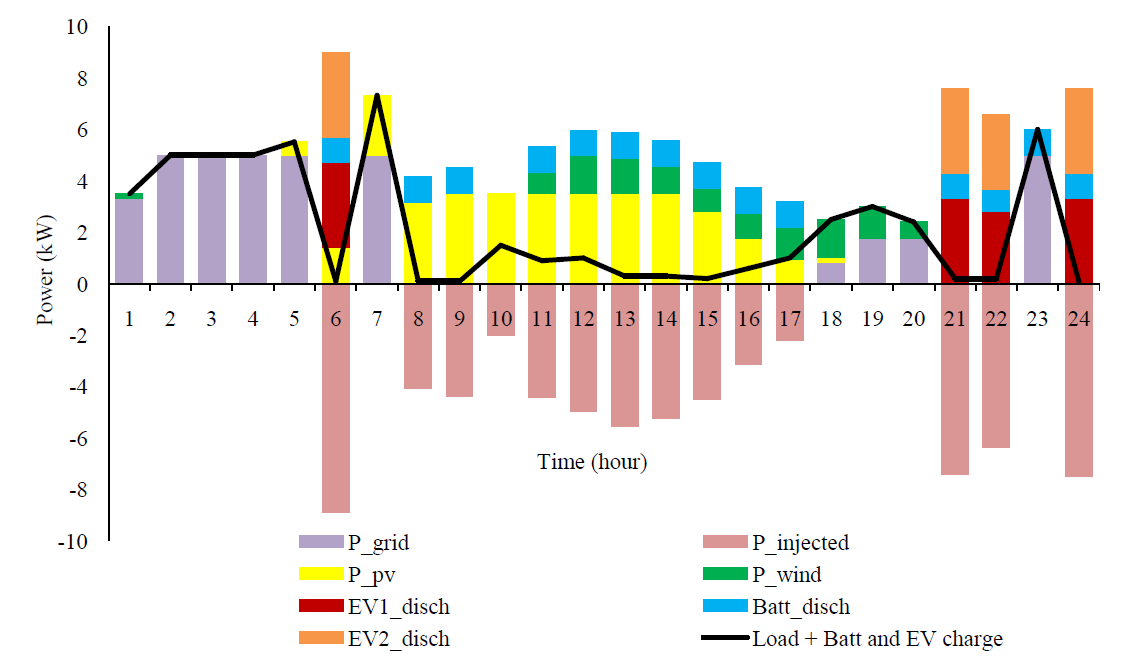 10
8
6
4
2
0
-2
-4
-6
-8
-10
Power (kW)
1 2 3 4 5 6 7 8 9 10 11 12 13 14 15 16 17 18 19 20 21 22 23 24
Time (hour)
P_grid P_injected
P_pv P_wind
EV1_disch Batt_disch
EV2_disch Load + Batt and EV charge